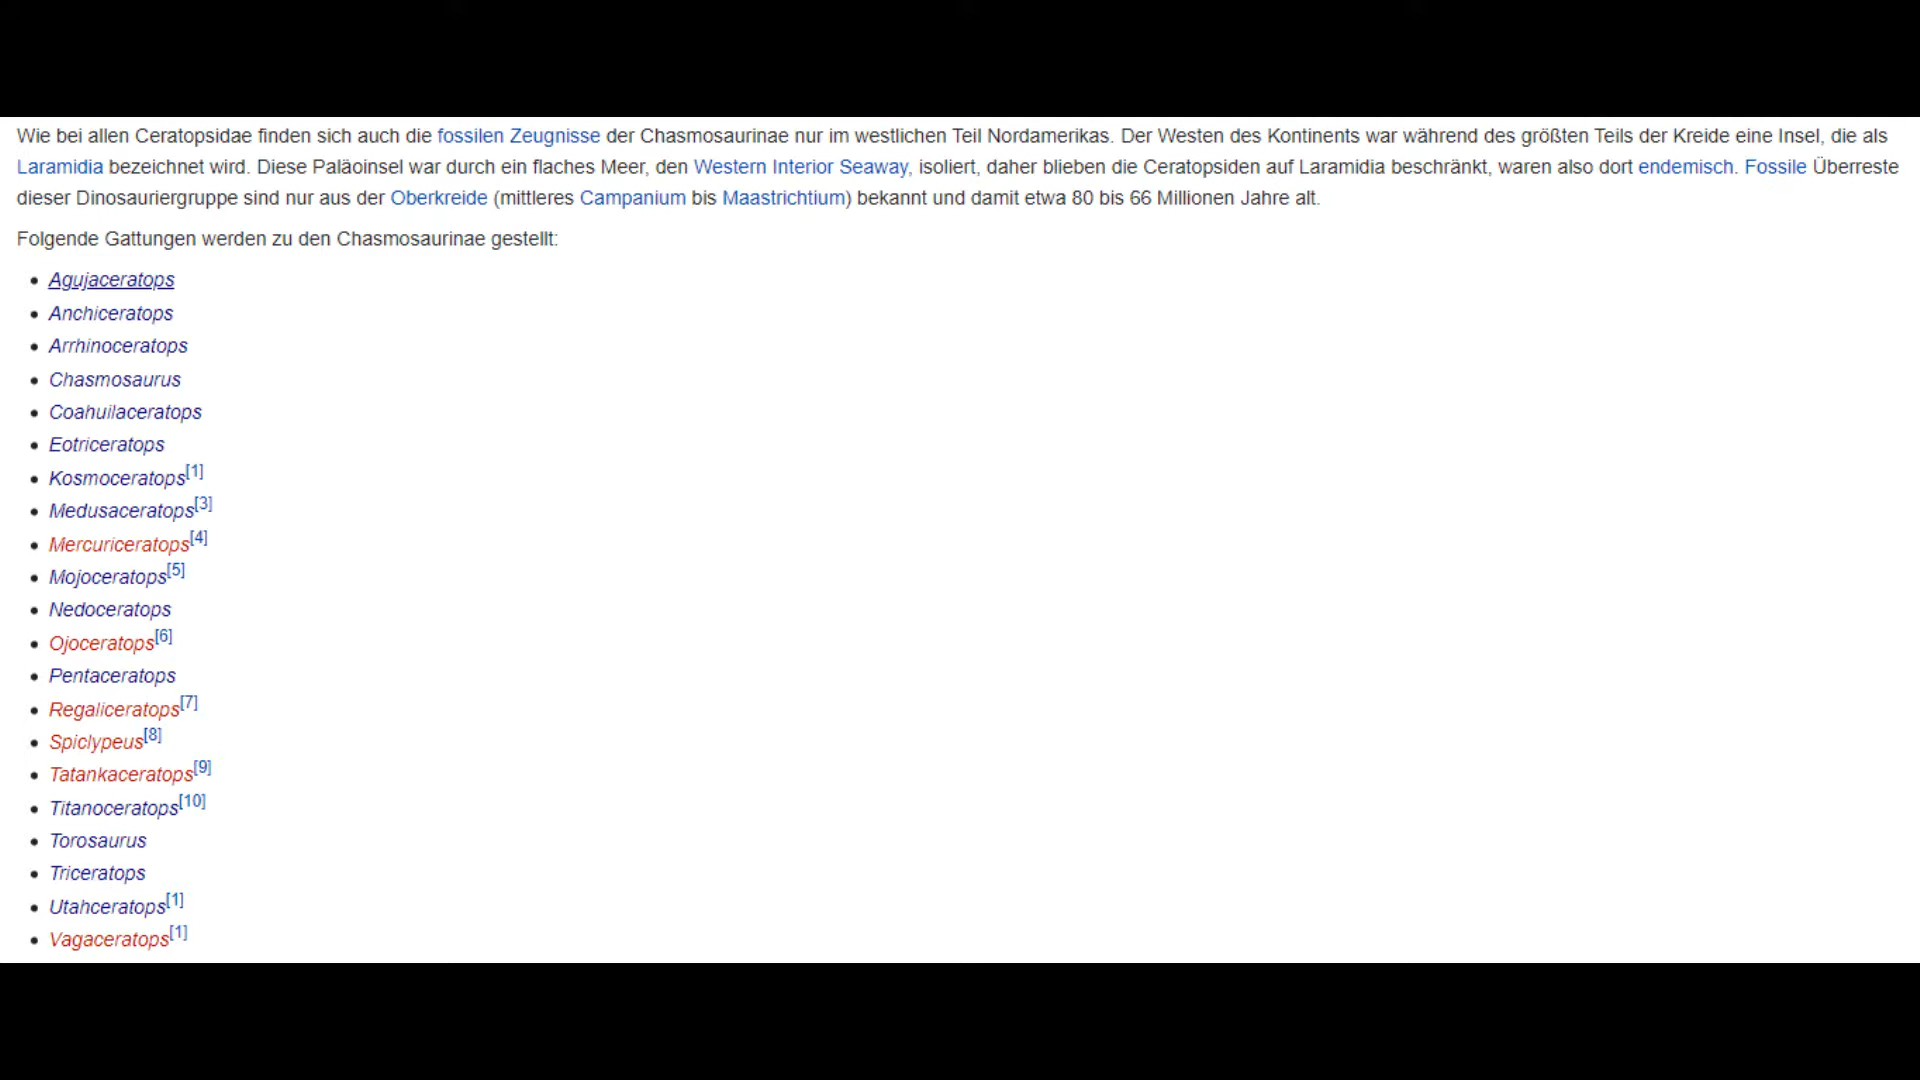 Wie bei allen Ceratopsidae finden sich auch die fossilen Zeugnisse der Chasmosaurinae nur im westlichen Teil Nordamerikas. Der Westen des Kontinents war während des größten Teils der Kreide eine Insel, die als
Laramidia bezeichnet wird. Diese Paläoinsel war durch ein flaches Meer, den Western Interior Seaway, isoliert, daher blieben die Ceratopsiden auf Laramidia beschränkt, waren also dort endemisch. Fossile Überreste
dieser Dinosauriergruppe sind nur aus der Oberkreide (mittleres Campanium bis Maastrichtium) bekannt und damit etwa 80 bis 66 Millionen Jahre alt.
Folgende Gattungen werden zu den Chasmosaurinae gestellt:
• Agujaceratops
• Anchiceratops
• Arrhinoceratops
• Chasmosaurus
• Coahuilaceratops
• Eotriceratops
• Kosmoceratops[1]
• Medusaceratops[3]
• Mercuriceratops[4]
• Mojoceratops[5]
• Nedoceratops
• Ojoceratops[6]
• Pentaceratops
• Regaliceratops[7]
• Spiclypeus[8]
• Tatankaceratops[9]
• Titanoceratops[10]
• Torosaurus
• Triceratops
• Utahceratops[1]
• Vagaceratops[1]